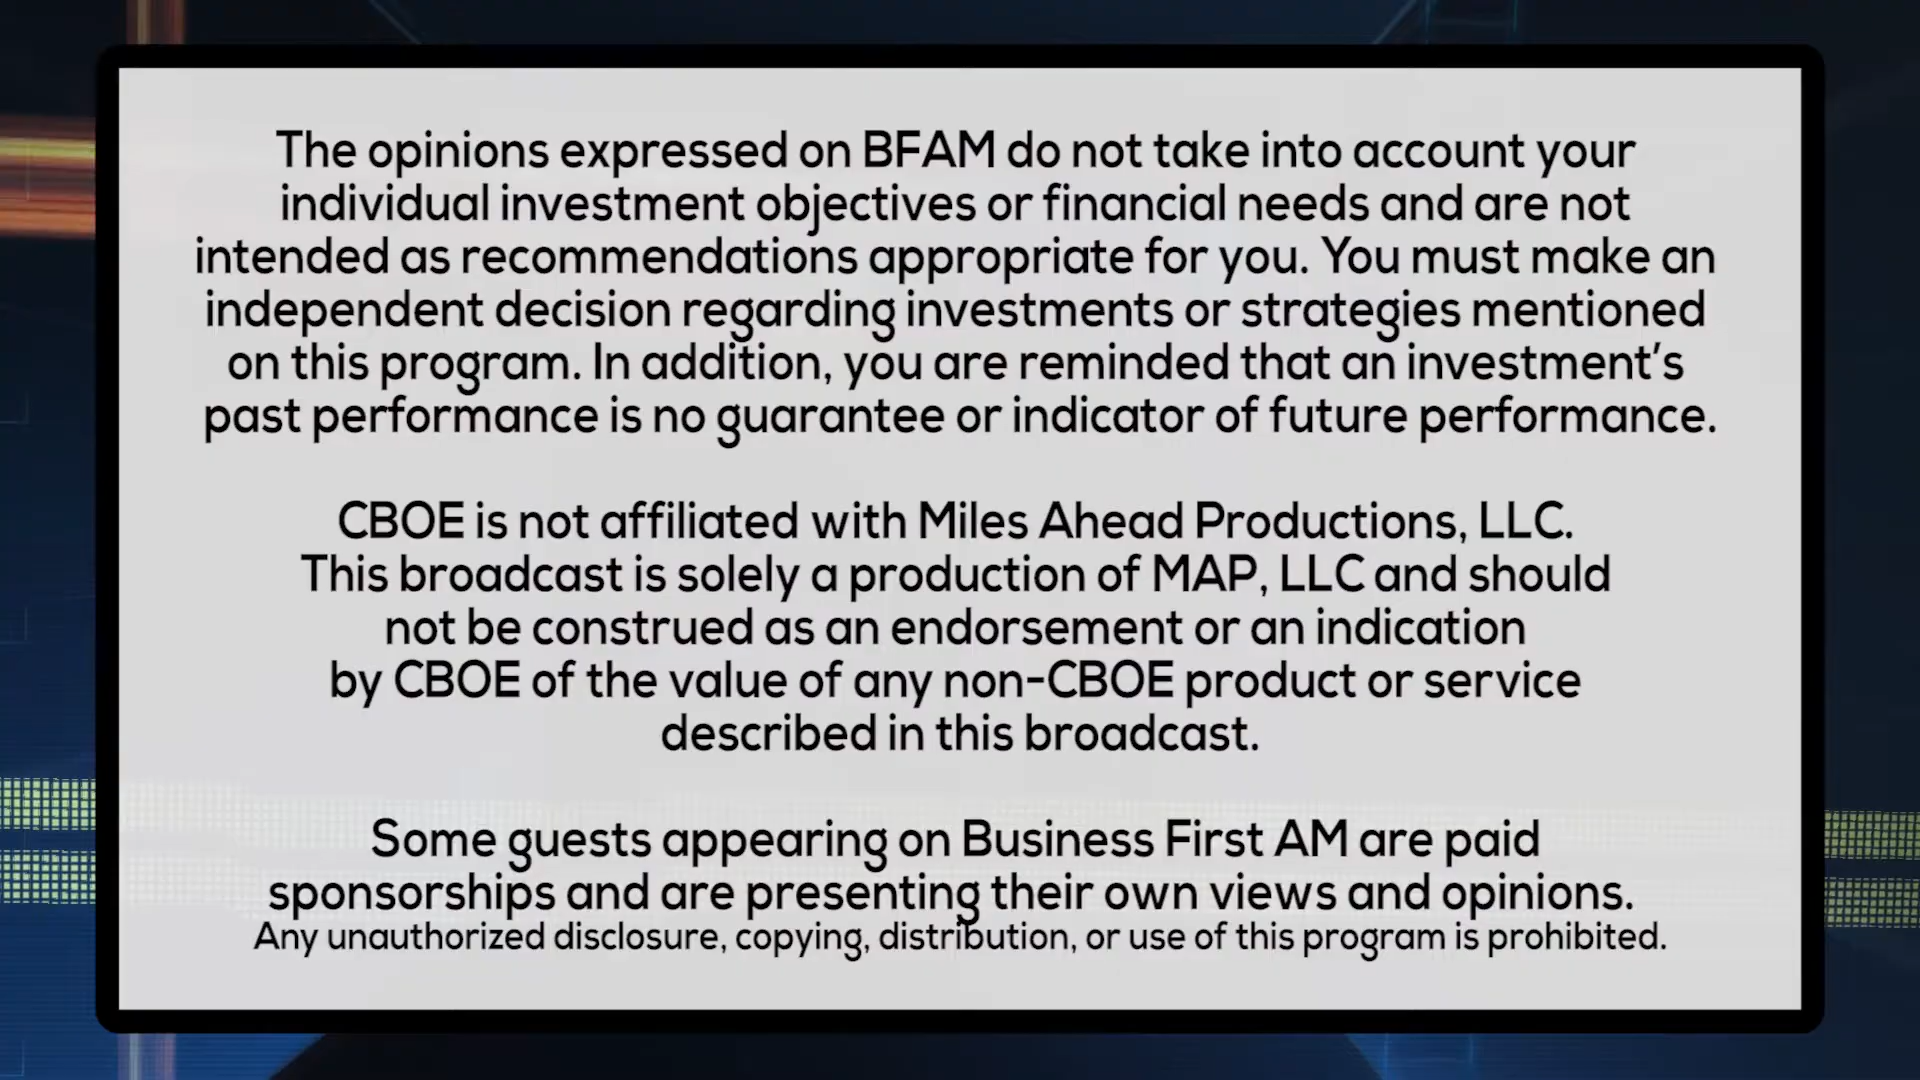 The opinions expressed on BFAM do not take into account your
individual investment objectives or financial needs and are not
intended as recommendations appropriate for you. You must make an
independent decision regarding investments or strategies mentioned
on this program. In addition, you are reminded that an investment’s
past performance is no guarantee or indicator of future performance.
CBOE is not affiliated with Miles Ahead Productions, LLC.
This broadcast is solely a production of MAP, LLC and should
not be construed as an endorsement or an indication
by CBOE of the value of any non-CBOE product or service
described in this broadcast.
Some guests appearing on Business First AM are paid
sponsorships and are presenting their own views and opinions.
Any unauthorized disclosure, copying, distribution, or use of this program is prohibited.